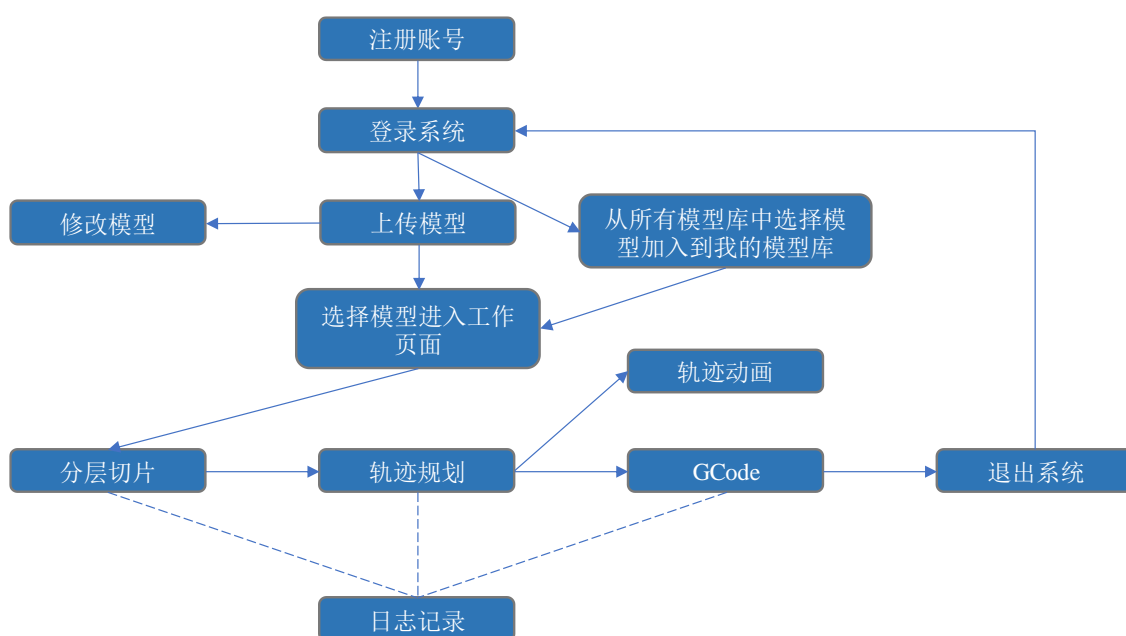 注册账号
登录系统
修改模型
上传模型
从所有模型库中选择模
型加入到我的模型库
选择模型进入工作
页面
轨迹动画
分层切片
轨迹规划
GCode
退出系统
日志记录